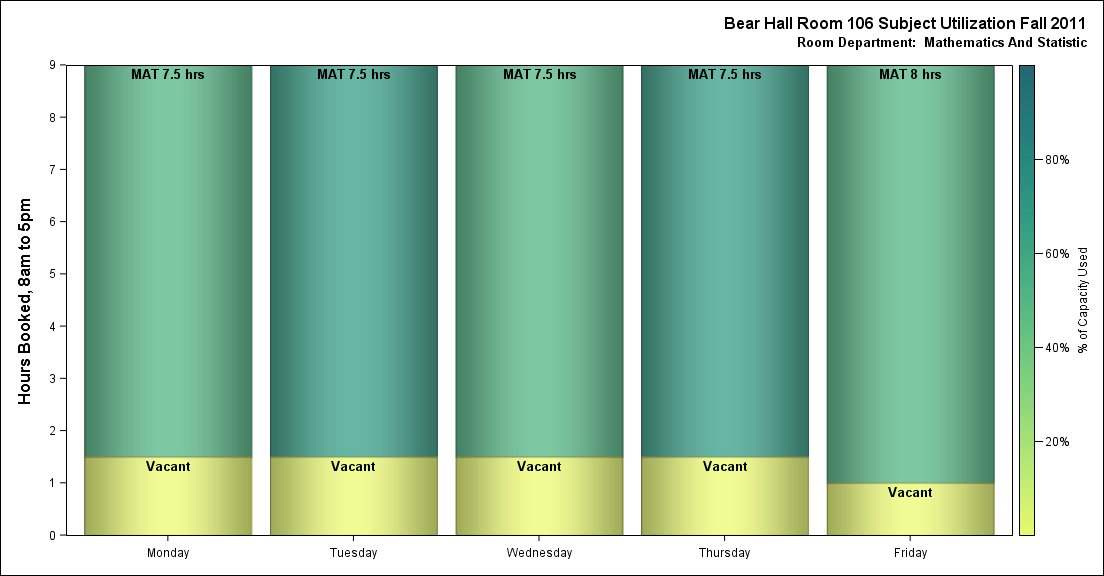 Bear Hall Room 106 Subject Utilization Fall 2011
Room Department:  Mathematics And Statistic
Hours Booked, 8am to 5pm
9
8
7
6
5
4
3
2
1
0
MAT 7.5 hrs
MAT 7.5 hrs
MAT 7.5 hrs
MAT 7.5 hrs
MAT 8 hrs
Vacant
Vacant
Vacant
Vacant
Vacant
Monday
Tuesday
Wednesday
Thursday
Friday
80%
60%
40%
20%
% of Capacity Used